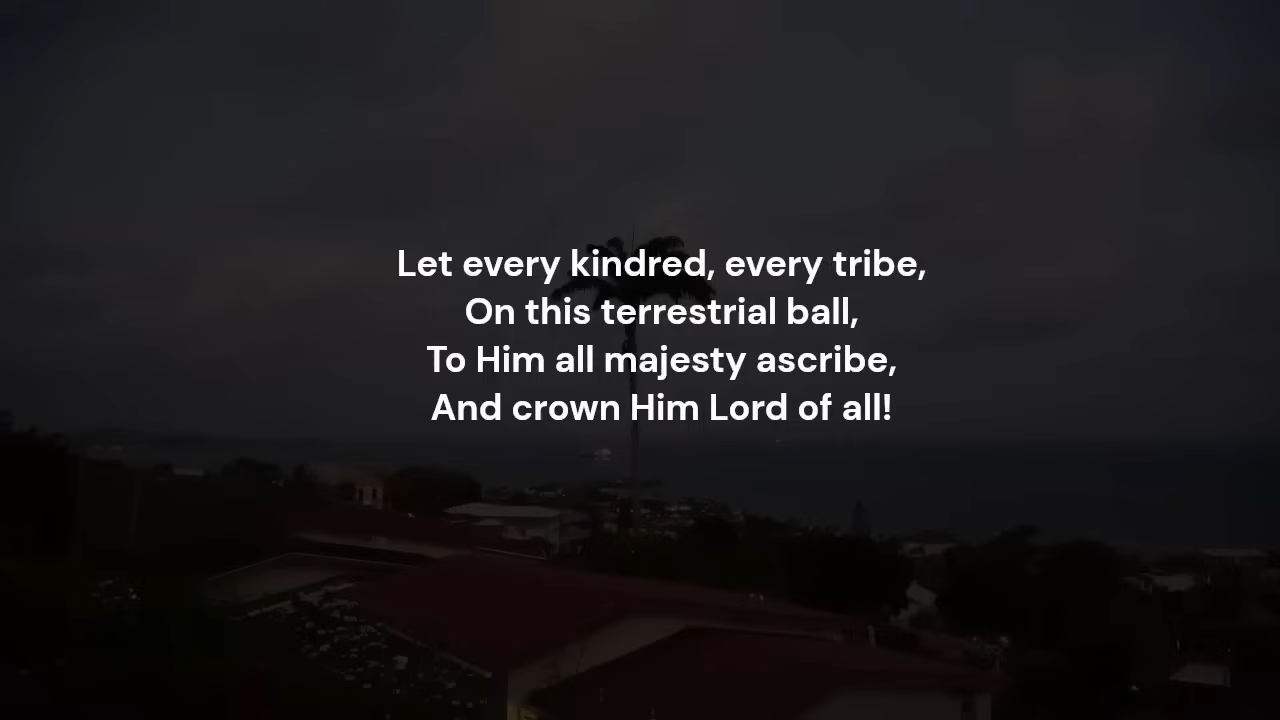 Let every kindred, every tribe,
On this terrestrial ball,
To Him all majesty ascribe,
And crown Him Lord of all!